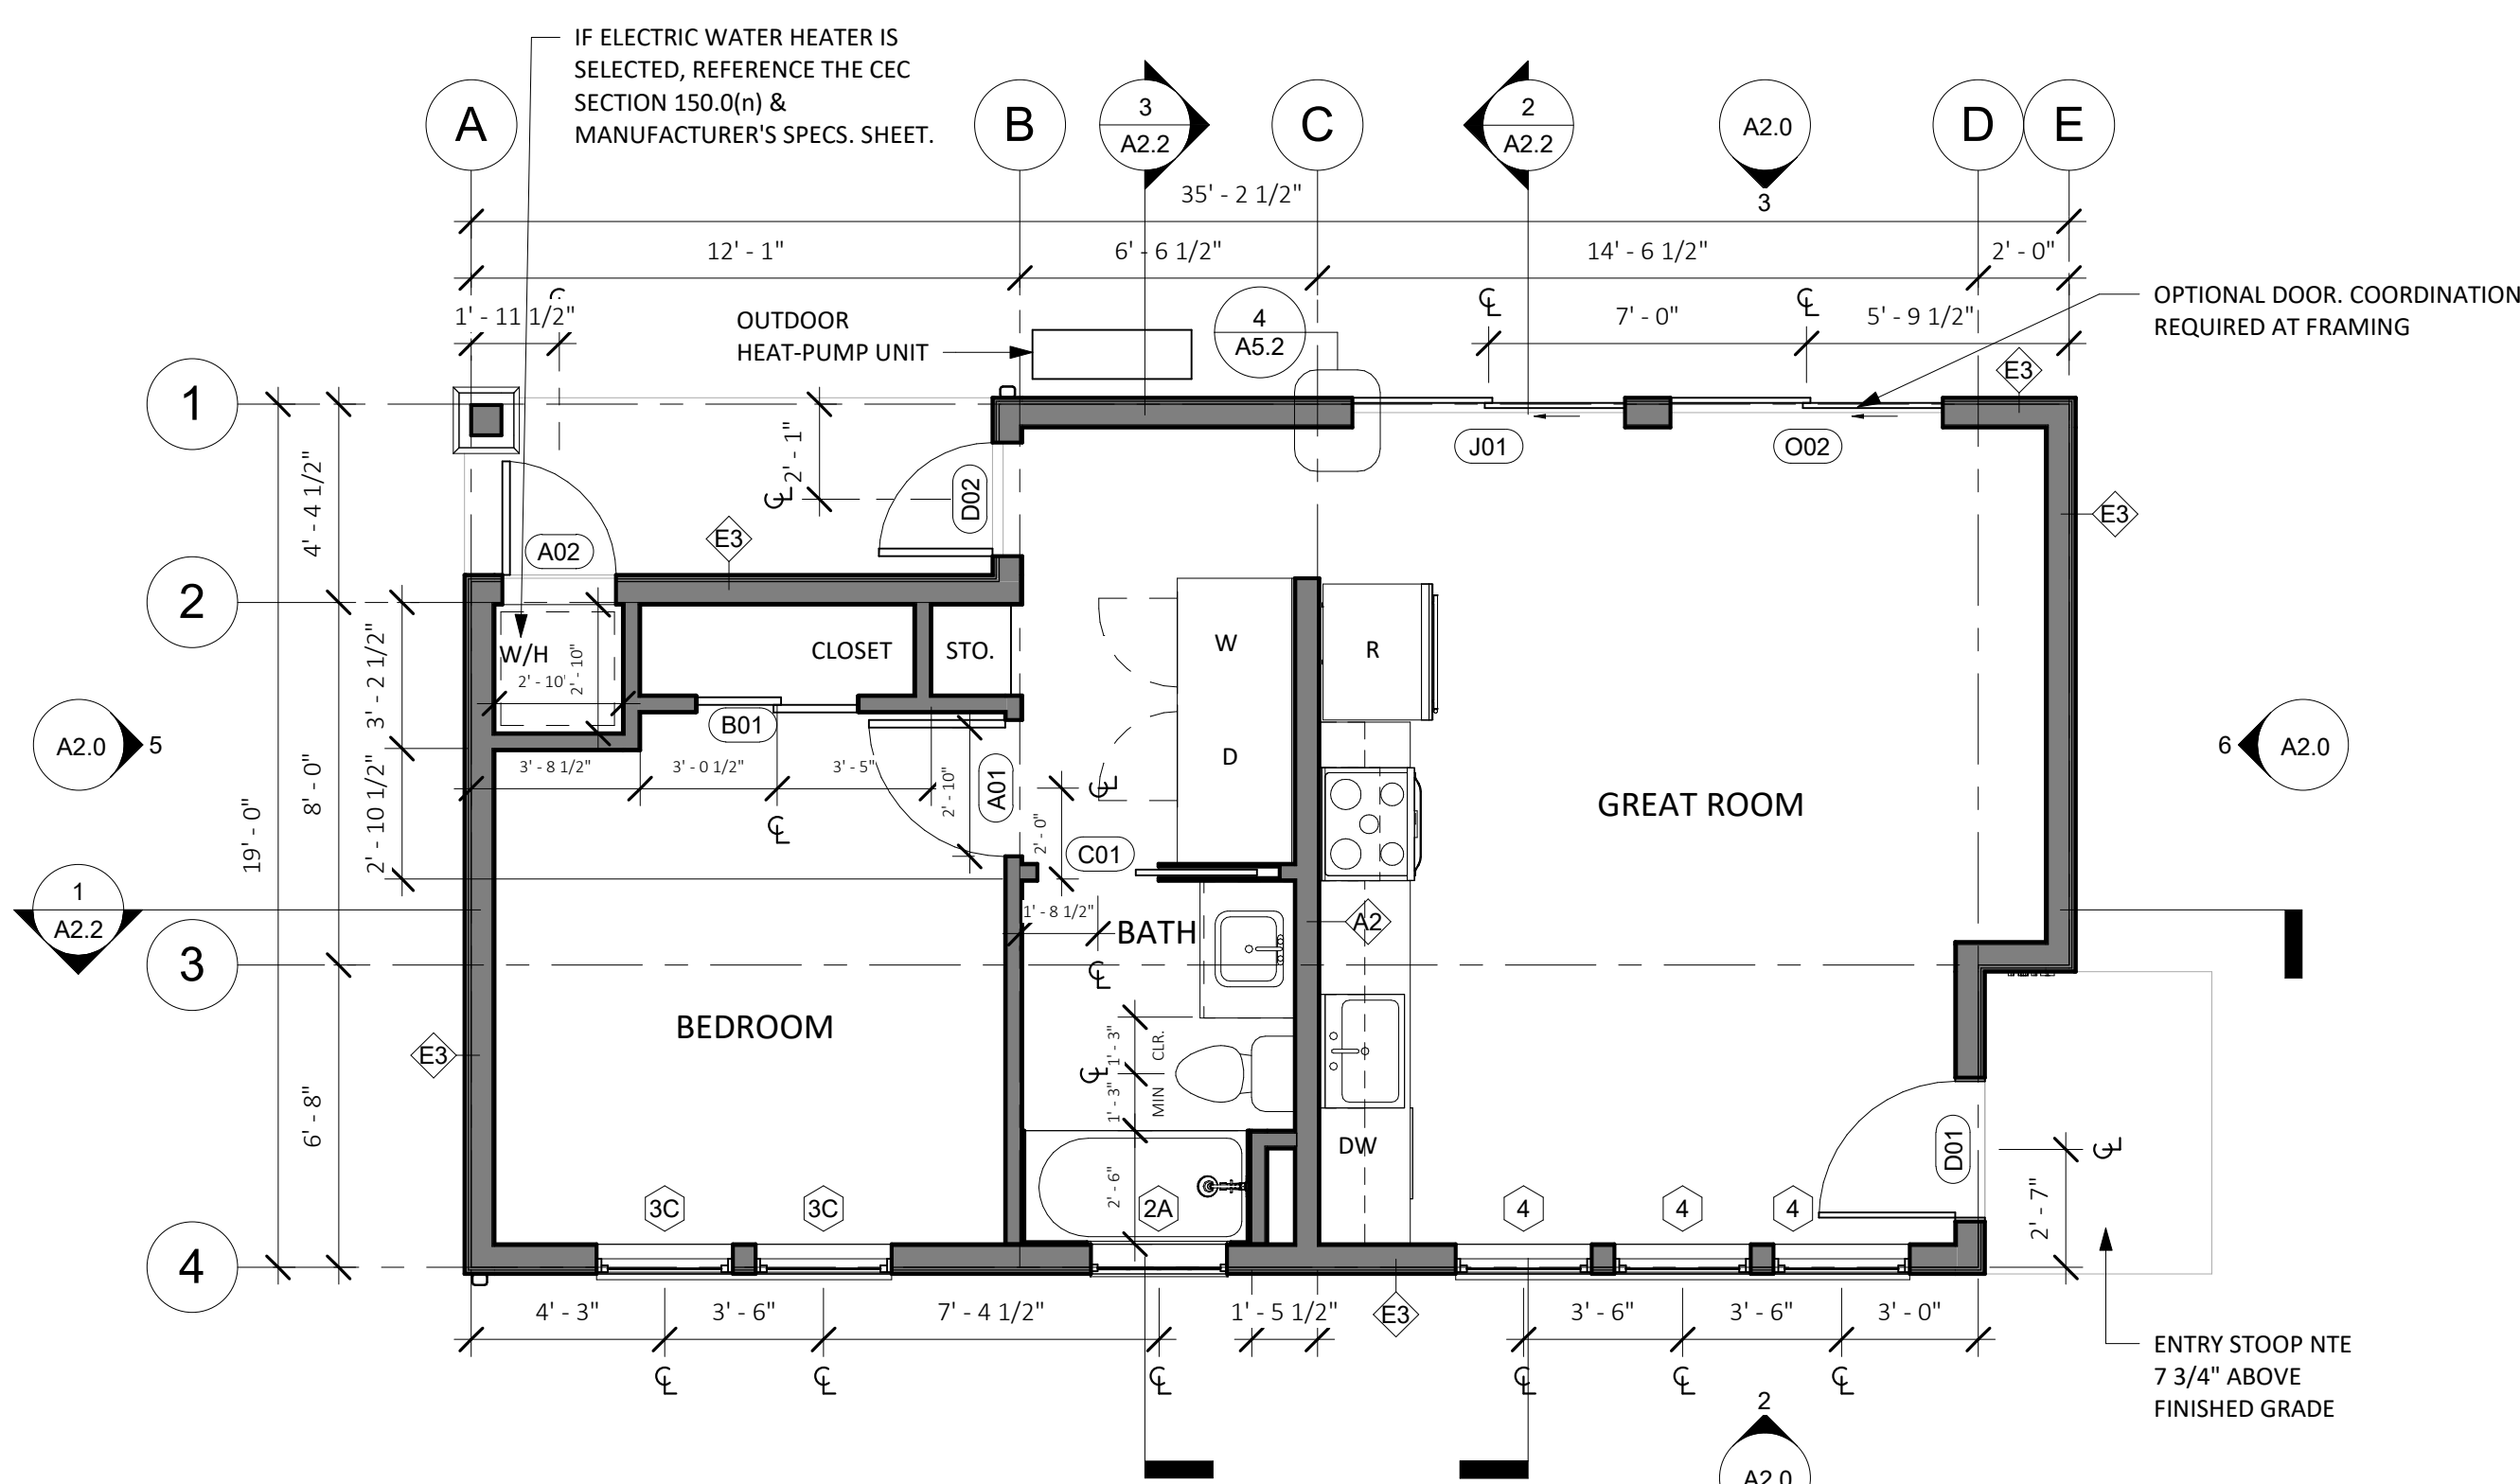 IF ELECTRIC WATER HEATER IS
SELECTED, REFERENCE THE CEC
SECTION 150.0(n) &
MANUFACTURER'S SPECS. SHEET.
A
B
3
A2.2
C
2
A2.2
A2.0
3
D
E
35' - 2 1/2"
12' - 1"
6' - 6 1/2"
14' - 6 1/2"
2' - 0"
1' - 11 1/2"
℄
OUTDOOR
HEAT-PUMP UNIT
4
A5.2
℄
7' - 0"
℄
5' - 9 1/2"
OPTIONAL DOOR. COORDINATION
REQUIRED AT FRAMING
1
E3
2' - 1"
℄
D02
J01
O02
4' - 4 1/2"
A02
E3
E3
2
3' - 2 1/2"
W/H
2' - 10'
2' - 10"
CLOSET
STO.
W
R
A2.0
5
B01
D
6
A2.0
3' - 8 1/2"
3' - 0 1/2"
3' - 5"
2' - 10"
A01
℄
℄
19' - 0"
8' - 0"
2' - 10 1/2"
2' - 0"
C01
GREAT ROOM
1
A2.2
1' - 8 1/2"
BATH
A2
3
℄
BEDROOM
E3
1' - 3"
CLR.
℄
1' - 3"
MIN
6' - 8"
DW
D01
℄
2' - 6"
3C
3C
2A
4
4
4
2' - 7"
4
4' - 3"
3' - 6"
7' - 4 1/2"
1' - 5 1/2"
E3
3' - 6"
3' - 6"
3' - 0"
℄
℄
℄
℄
℄
℄
ENTRY STOOP NTE
7 3/4" ABOVE
FINISHED GRADE
2
A2.0